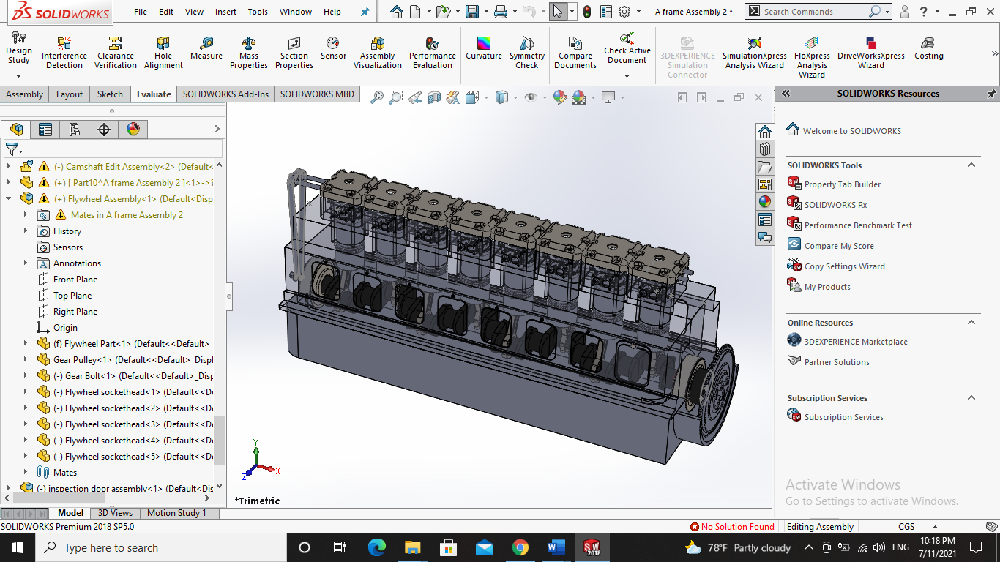 SOLIDWORKS File Edit View Insert Tools Window Help A frame Assembly 2 * Search Commands ?
Design Study
Interference Detection
Clearance Verification
Hole Alignment
Measure
Mass Properties
Section Properties
Sensor
Assembly Visualization
Performance Evaluation
Curvature
Symmetry Check
Compare Documents
Check Active Document
3DEXPERIENCE Simulation Connector
SimulationXpress Analysis Wizard
FloXpress Analysis Wizard
DriveWorksXpress Wizard
Costing
Assembly Layout Sketch Evaluate SOLIDWORKS Add-Ins SOLIDWORKS MBD
(-) Camshaft Edit Assembly<2> (Default<
(+) [ Part10^A frame Assembly 2 ]<1>->?
(+) Flywheel Assembly<1> (Default<Disp
Mates in A frame Assembly 2
History
Sensors
Annotations
Front Plane
Top Plane
Right Plane
Origin
(f) Flywheel Part<1> (Default<<Default>_
Gear Pulley<1> (Default<<Default>_Displ
(-) Gear Bolt<1> (Default<<Default>_Disp
(-) Flywheel sockethead<1> (Default<<De
(-) Flywheel sockethead<2> (Default<<De
(-) Flywheel sockethead<3> (Default<<De
(-) Flywheel sockethead<4> (Default<<De
(-) Flywheel sockethead<5> (Default<<De
Mates
(-) inspection door assembly<1> (Default<Dis
Y
X
Z
*Trimetric
SOLIDWORKS Resources
Welcome to SOLIDWORKS
SOLIDWORKS Tools
Property Tab Builder
SOLIDWORKS Rx
Performance Benchmark Test
Compare My Score
Copy Settings Wizard
My Products
Online Resources
3DEXPERIENCE Marketplace
Partner Solutions
Subscription Services
Subscription Services
Activate Windows
Go to Settings to activate Windows.
Model 3D Views Motion Study 1
SOLIDWORKS Premium 2018 SP5.0 No Solution Found Editing Assembly CGS
Type here to search 78°F Partly cloudy ENG 10:18 PM
7/11/2021